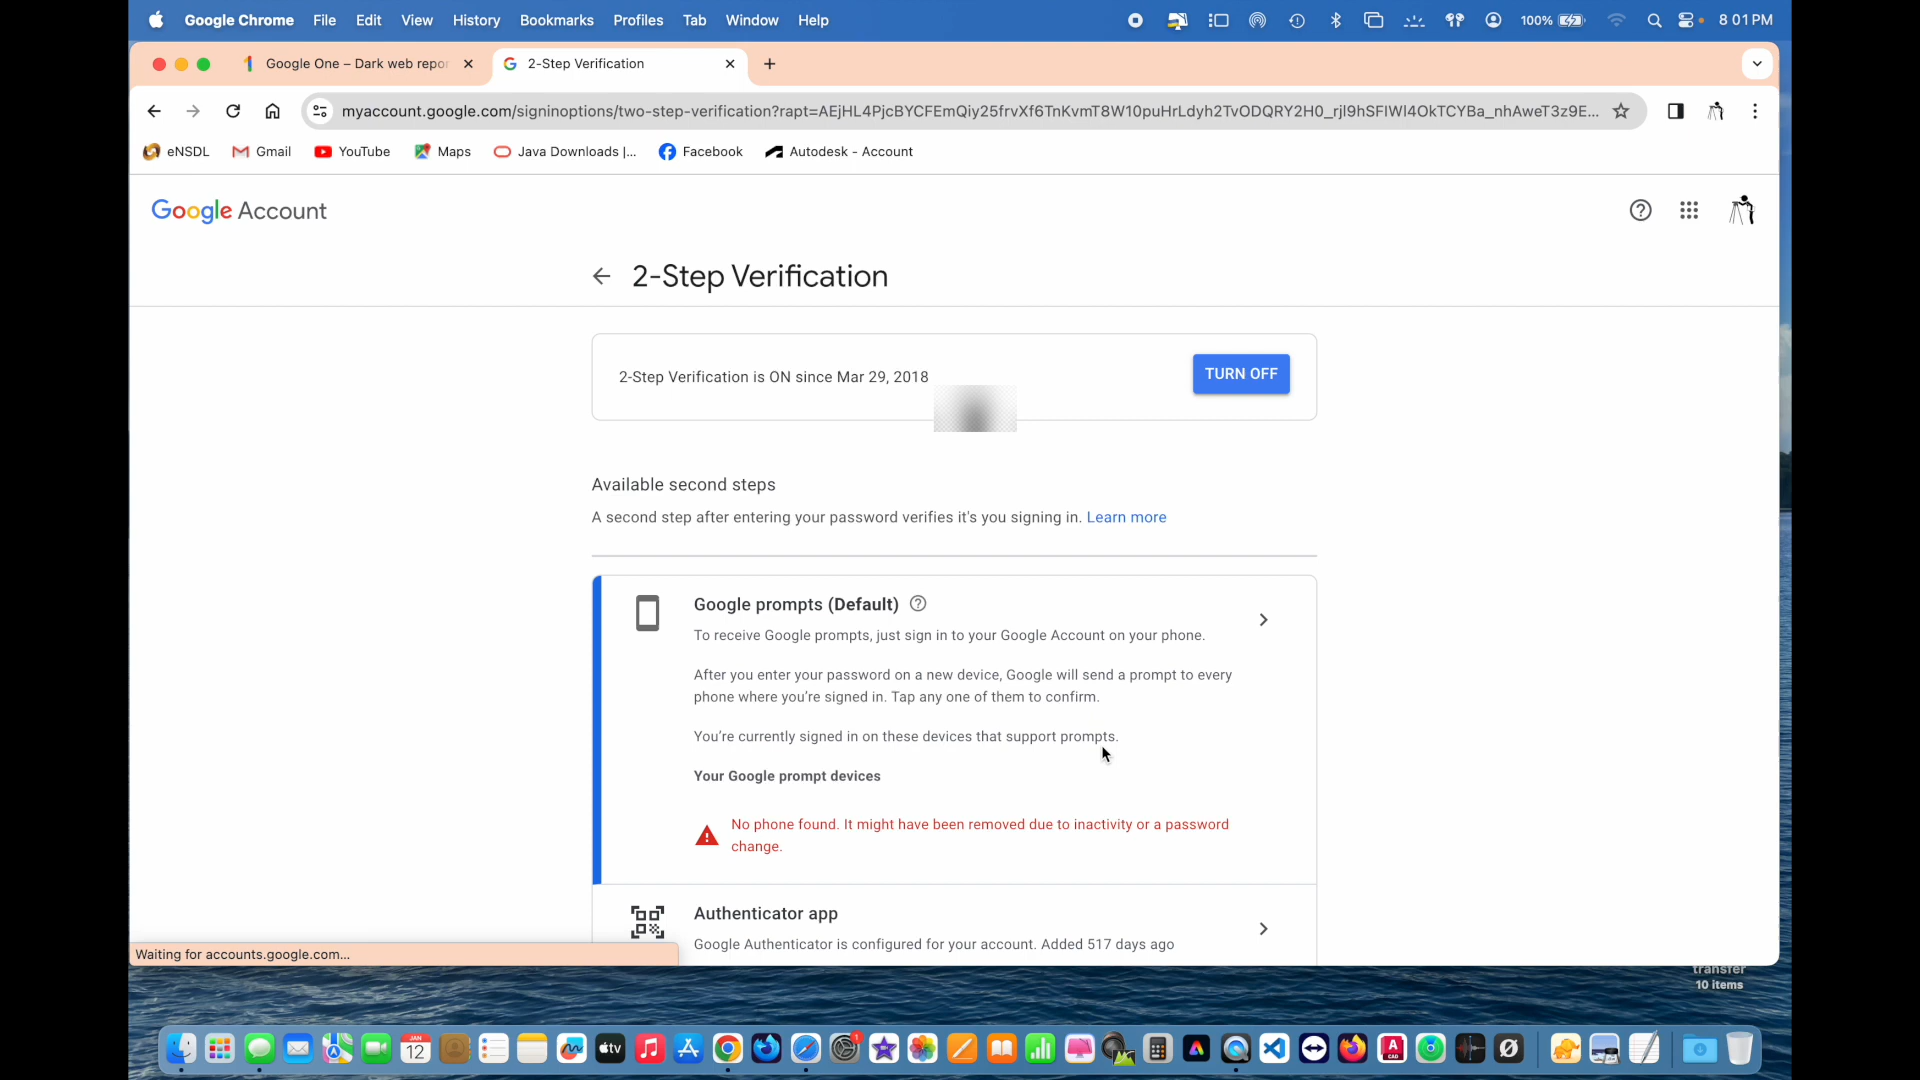 Google Chrome File Edit View History Bookmarks Profiles Tab Window Help 100% 8 01 PM
Google One – Dark web repor 2-Step Verification
myaccount.google.com/signinoptions/two-step-verification?rapt=AEjHL4PjcBYCFEmQiy25frvXf6TnKvmT8W10puHrLdyh2TvODQRY2H0_rjl9hSFIWI4OkTCYBa_nhAweT3z9E...
eNSDL Gmail YouTube Maps Java Downloads |... Facebook Autodesk - Account
Google Account
2-Step Verification
2-Step Verification is ON since Mar 29, 2018
TURN OFF
Available second steps
A second step after entering your password verifies it's you signing in. Learn more
Google prompts (Default)
To receive Google prompts, just sign in to your Google Account on your phone.
After you enter your password on a new device, Google will send a prompt to every
phone where you're signed in. Tap any one of them to confirm.
You're currently signed in on these devices that support prompts.
Your Google prompt devices
No phone found. It might have been removed due to inactivity or a password
change.
Authenticator app
Google Authenticator is configured for your account. Added 517 days ago
Waiting for accounts.google.com...
transfer
10 items
JAN
12
tv
1
A
CAD